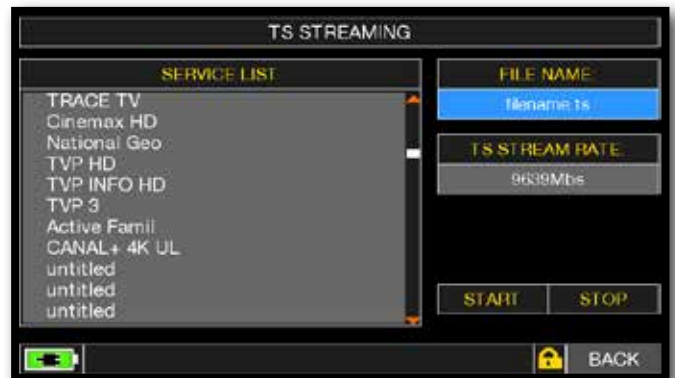 TS STREAMING
SERVICE LIST
TRACE TV
Cinemax HD
National Geo
TVP HD
TVP INFO HD
TVP 3
Active Famil
CANAL+ 4K UL
untitled
untitled
untitled
FILE NAME
filename.ts
TS STREAM RATE
9639Mbs
START
STOP
BACK